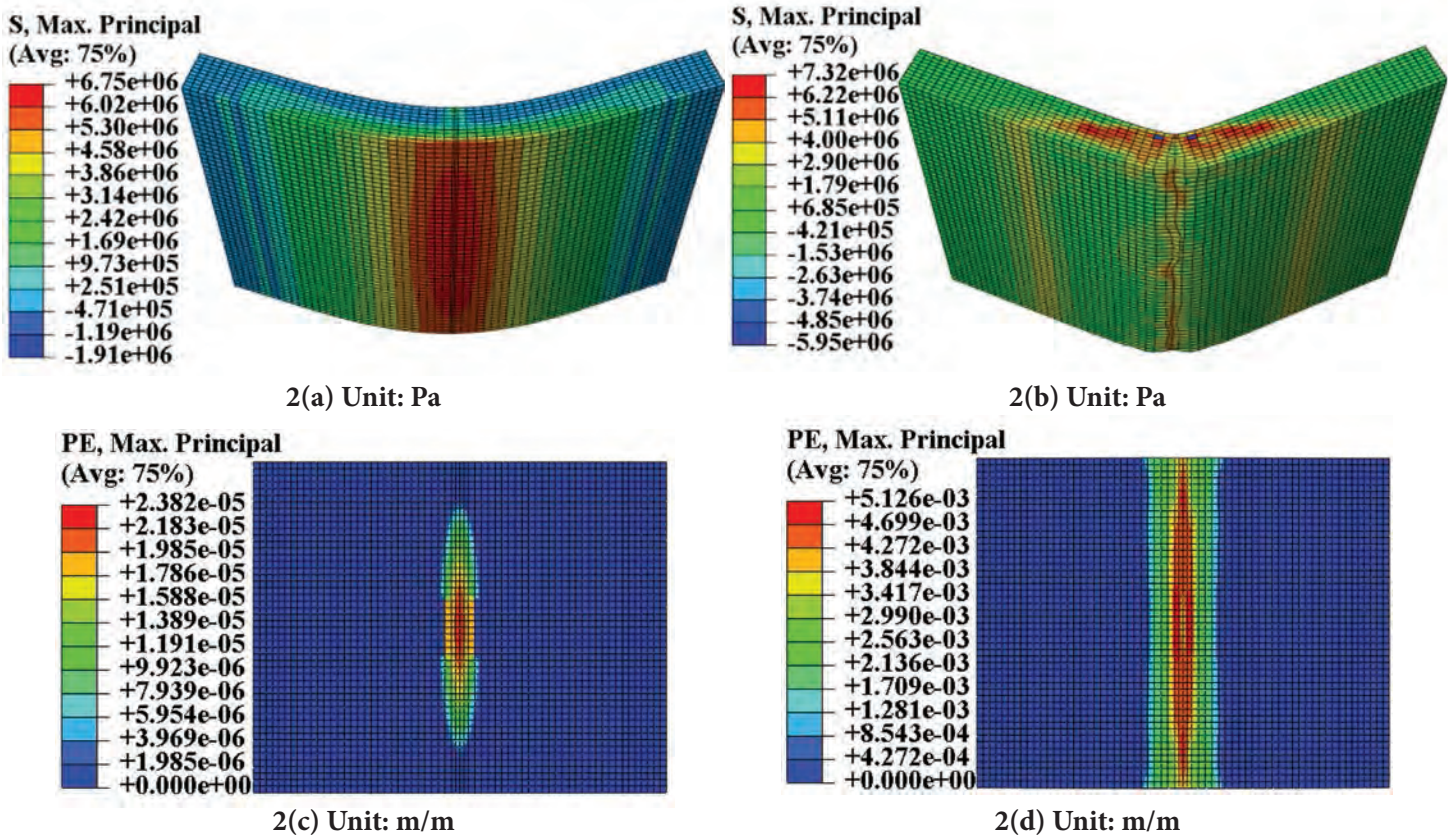 S, Max. Principal
(Avg: 75%)
+6.75e+06
+6.02e+06
+5.30e+06
+4.58e+06
+3.86e+06
+3.14e+06
+2.42e+06
+1.69e+06
+9.73e+05
+2.51e+05
-4.71e+05
-1.19e+06
-1.91e+06
2(a) Unit: Pa
S, Max. Principal
(Avg: 75%)
+7.32e+06
+6.22e+06
+5.11e+06
+4.00e+06
+2.90e+06
+1.79e+06
+6.85e+05
-4.21e+05
-1.53e+06
-2.63e+06
-3.74e+06
-4.85e+06
-5.95e+06
2(b) Unit: Pa
PE, Max. Principal
(Avg: 75%)
+2.382e-05
+2.183e-05
+1.985e-05
+1.786e-05
+1.588e-05
+1.389e-05
+1.191e-05
+9.923e-06
+7.939e-06
+5.954e-06
+3.969e-06
+1.985e-06
+0.000e+00
2(c) Unit: m/m
PE, Max. Principal
(Avg: 75%)
+5.126e-03
+4.699e-03
+4.272e-03
+3.844e-03
+3.417e-03
+2.990e-03
+2.563e-03
+2.136e-03
+1.709e-03
+1.281e-03
+8.543e-04
+4.272e-04
+0.000e+00
2(d) Unit: m/m